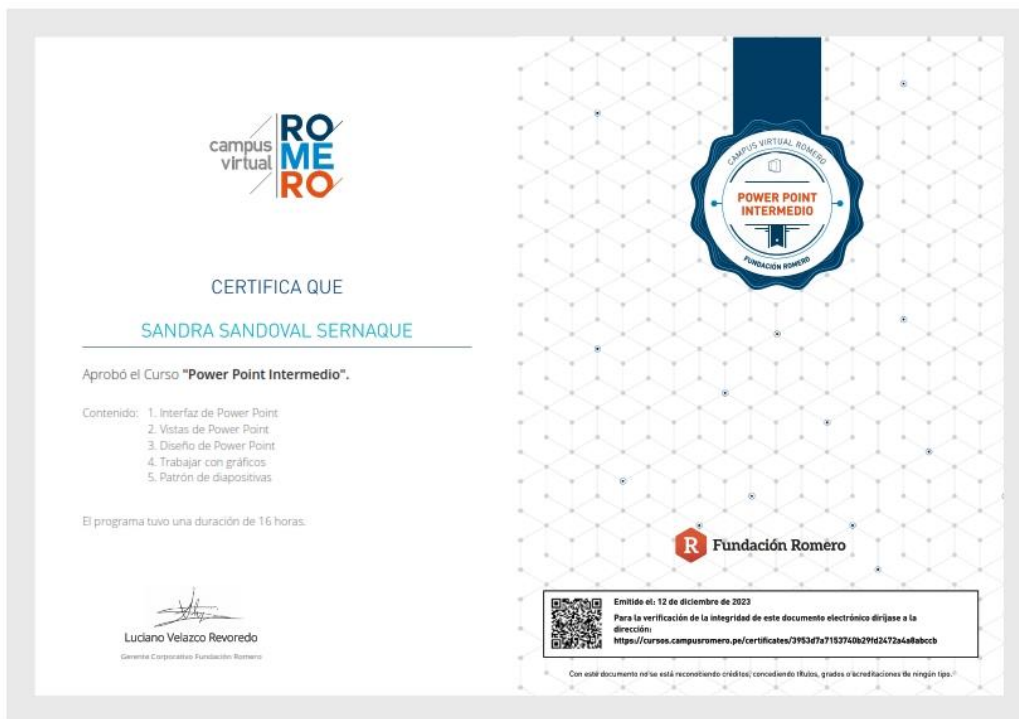 campus
virtual
RO
ME
RO
CERTIFICA QUE
SANDRA SANDOVAL SERNAQUE
Aprobó el Curso "Power Point Intermedio".
Contenido: 1. Interfaz de Power Point
2. Vistas de Power Point
3. Diseño de Power Point
4. Trabajar con gráficos
5. Patrón de diapositivas
El programa tuvo una duración de 16 horas.
Luciano Velazco Revoredo
Gerente Corporativo Fundación Romero
CAMPUS VIRTUAL ROMERO
POWER POINT
INTERMEDIO
FUNDACIÓN ROMERO
R Fundación Romero
Emitido el: 12 de diciembre de 2023
Para la verificación de la integridad de este documento electrónico diríjase a la
dirección:
https://cursos.campusromero.pe/certificates/3953d7a7153740b29fd2472a4a8abccb
Con este documento no se está reconociendo créditos, concediendo títulos, grados o acreditaciones de ningún tipo.